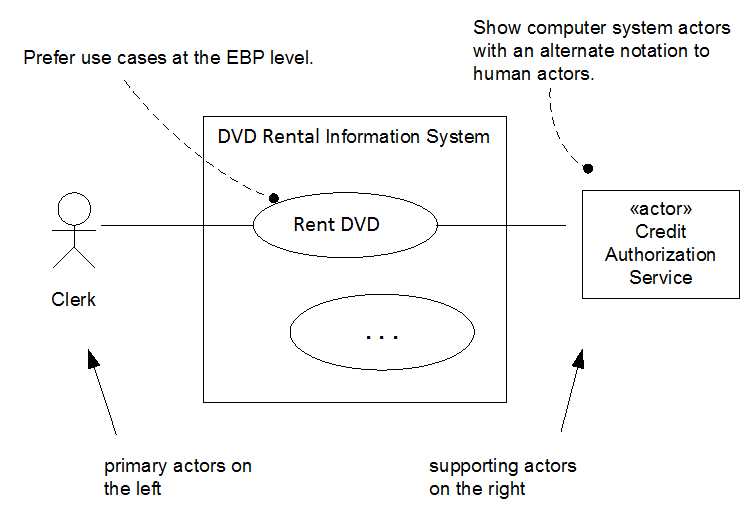 Prefer use cases at the EBP level.
Show computer system actors
with an alternate notation to
human actors.
DVD Rental Information System
Rent DVD
«actor»
Credit
Authorization
Service
Clerk
. . .
primary actors on
the left
supporting actors
on the right